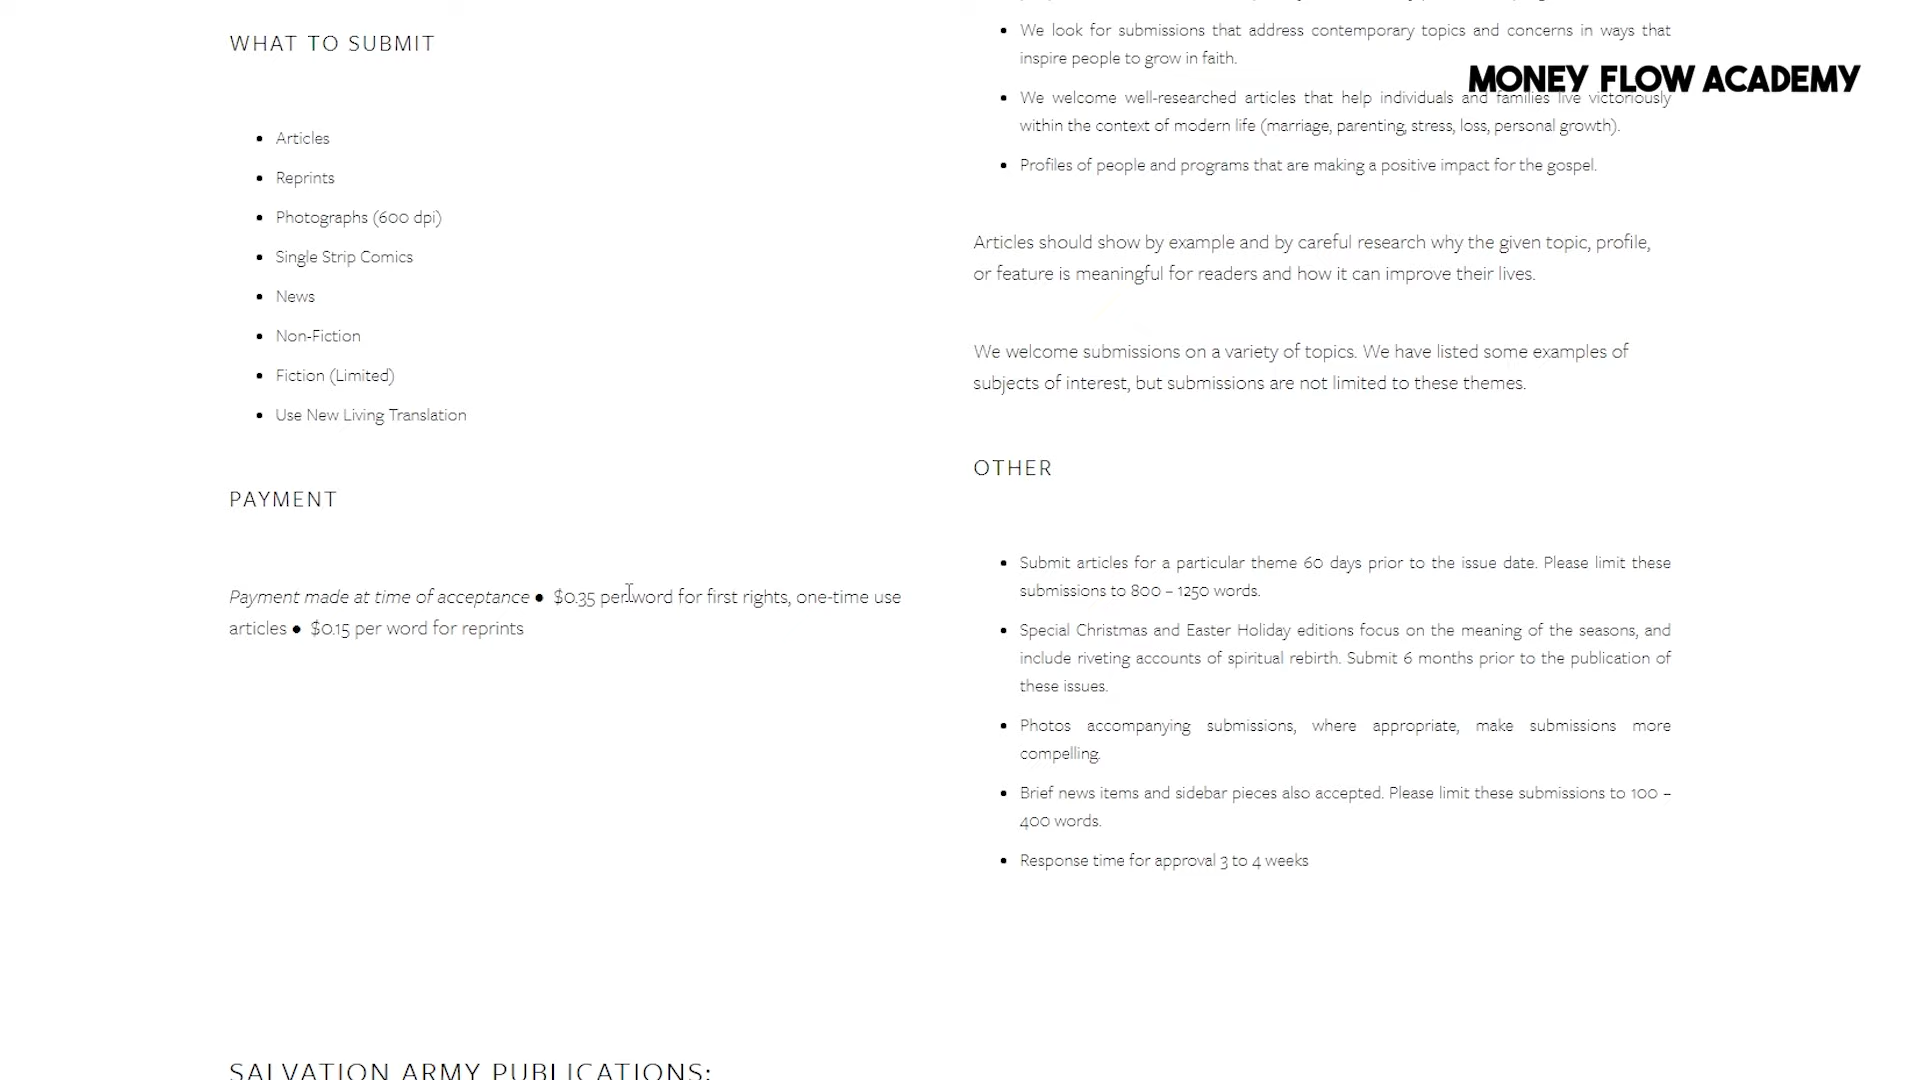 WHAT TO SUBMIT
Articles
Reprints
Photographs (600 dpi)
Single Strip Comics
News
Non-Fiction
Fiction (Limited)
Use New Living Translation
PAYMENT
Payment made at time of acceptance ● $0.35 per word for first rights, one-time use
articles ● $0.15 per word for reprints
MONEY FLOW ACADEMY
We look for submissions that address contemporary topics and concerns in ways that
inspire people to grow in faith.
We welcome well-researched articles that help individuals and families live victoriously
within the context of modern life (marriage, parenting, stress, loss, personal growth).
Profiles of people and programs that are making a positive impact for the gospel.
Articles should show by example and by careful research why the given topic, profile,
or feature is meaningful for readers and how it can improve their lives.
We welcome submissions on a variety of topics. We have listed some examples of
subjects of interest, but submissions are not limited to these themes.
OTHER
Submit articles for a particular theme 60 days prior to the issue date. Please limit these
submissions to 800 – 1250 words.
Special Christmas and Easter Holiday editions focus on the meaning of the seasons, and
include riveting accounts of spiritual rebirth. Submit 6 months prior to the publication of
these issues.
Photos accompanying submissions, where appropriate, make submissions more
compelling.
Brief news items and sidebar pieces also accepted. Please limit these submissions to 100 –
400 words.
Response time for approval 3 to 4 weeks
SALVATION ARMY PUBLICATIONS: